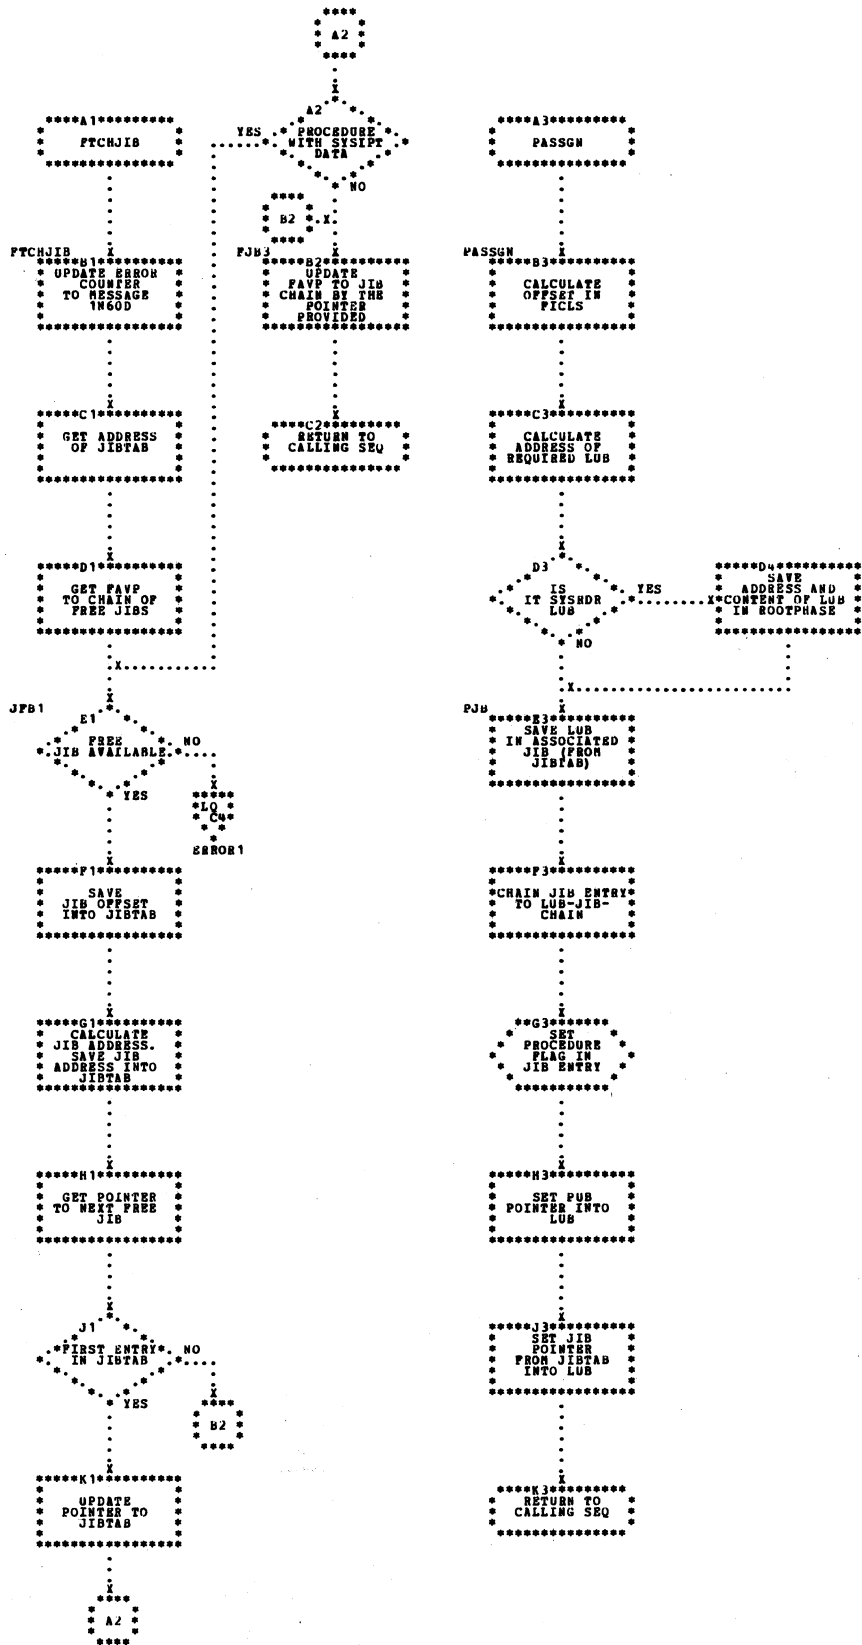 A2
A1
FTCHJIB
FTCHJIB
B1
UPDATE ERROR
COUNTER
TO MESSAGE
1N60D
C1
GET ADDRESS
OF JIBTAB
D1
GET FAVP
TO CHAIN OF
FREE JIBS
JFB1
E1
FREE
JIB AVAILABLE
NO
YES
LQ
C4
ERROR1
F1
SAVE
JIB OFFSET
INTO JIBTAB
G1
CALCULATE
JIB ADDRESS.
SAVE JIB
ADDRESS INTO
JIBTAB
H1
GET POINTER
TO NEXT FREE
JIB
J1
FIRST ENTRY
IN JIBTAB
NO
YES
B2
K1
UPDATE
POINTER TO
JIBTAB
A2
A2
PROCEDURE
WITH SYSIPT
DATA
YES
NO
B2
FJB3
B2
UPDATE
FAVP TO JIB
CHAIN BY THE
POINTER
PROVIDED
C2
RETURN TO
CALLING SEQ
A3
PASSGN
PASSGN
B3
CALCULATE
OFFSET IN
FICLS
C3
CALCULATE
ADDRESS OF
REQUIRED LUB
D3
IS
IT SYSRDR
LUB
YES
NO
D4
SAVE
ADDRESS AND
CONTENT OF LUB
IN ROOTPHASE
PJB
E3
SAVE LUB
IN ASSOCIATED
JIB (FROM
JIBTAB)
F3
CHAIN JIB ENTRY
TO LUB-JIB-
CHAIN
G3
SET
PROCEDURE
FLAG IN
JIB ENTRY
H3
SET PUB
POINTER INTO
LUB
J3
SET JIB
POINTER
FROM JIBTAB
INTO LUB
K3
RETURN TO
CALLING SEQ